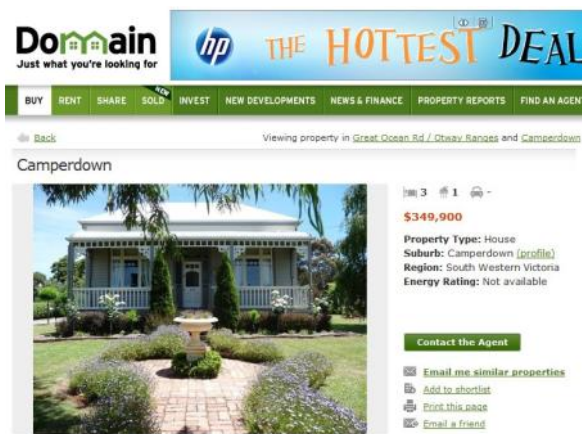 Domain
Just what you're looking for
hp THE HOTTEST DEAL
BUY RENT SHARE SOLD NEW INVEST NEW DEVELOPMENTS NEWS & FINANCE PROPERTY REPORTS FIND AN AGEN
Back Viewing property in Great Ocean Rd / Otway Ranges and Camperdown
Camperdown
3 1 -
$349,900
Property Type: House
Suburb: Camperdown (profile)
Region: South Western Victoria
Energy Rating: Not available
Contact the Agent
Email me similar properties
Add to shortlist
Print this page
Email a friend